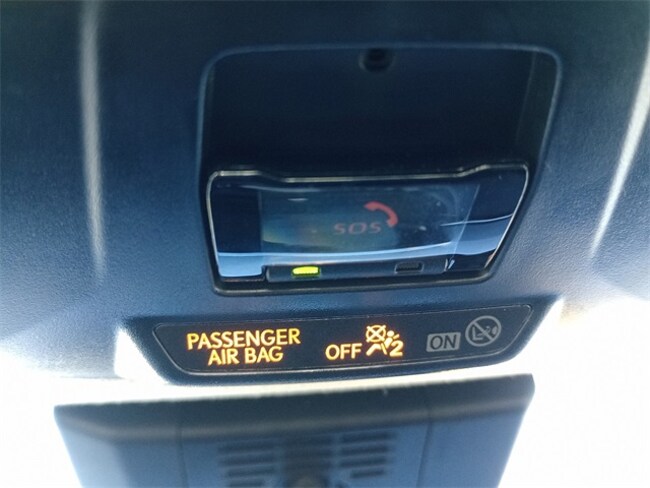 SOS
PASSENGER
AIR BAG
OFF 2 ON